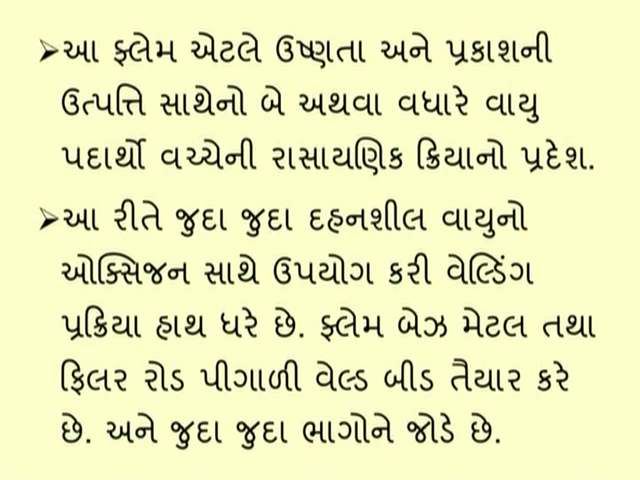 ➢આ ફ્લેમ એટલે ઉષ્ણતા અને પ્રકાશની
ઉત્પત્તિ સાથેનો બે અથવા વધારે વાયુ
પદાર્થો વચ્ચેની રાસાયણિક ક્રિયાનો પ્રદેશ.
➢આ રીતે જુદા જુદા દહનશીલ વાયુનો
ઓક્સિજન સાથે ઉપયોગ કરી વેલ્ડિંગ
પ્રક્રિયા હાથ ધરે છે. ફ્લેમ બેઝ મેટલ તથા
ફિલર રોડ પીગાળી વેલ્ડ બીડ તૈયાર કરે
છે. અને જુદા જુદા ભાગોને જોડે છે.